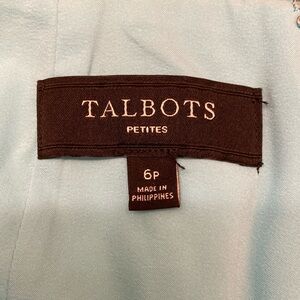 TALBOTS
PETITES
6P
MADE IN
PHILIPPINES